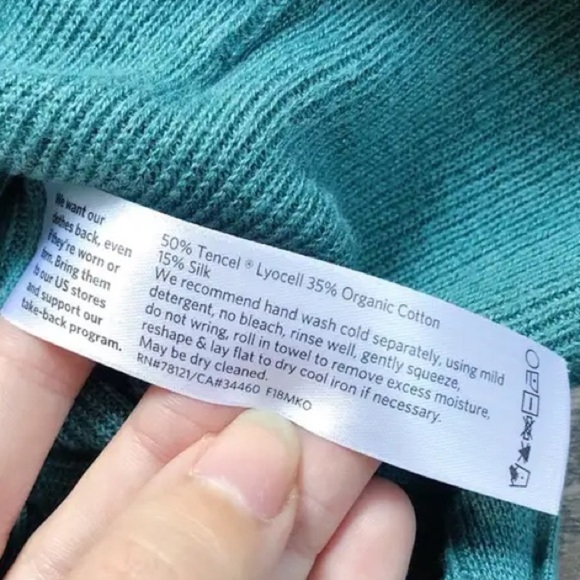 We want our
clothes back, even
if they're worn or
torn. Bring them
to our US stores
and support our
take-back program.
50% Tencel ® Lyocell 35% Organic Cotton
15% Silk
We recommend hand wash cold separately, using mild
detergent, no bleach, rinse well, gently squeeze,
do not wring, roll in towel to remove excess moisture,
reshape & lay flat to dry cool iron if necessary.
May be dry cleaned.
RN#78121/CA#34460 F18MKO